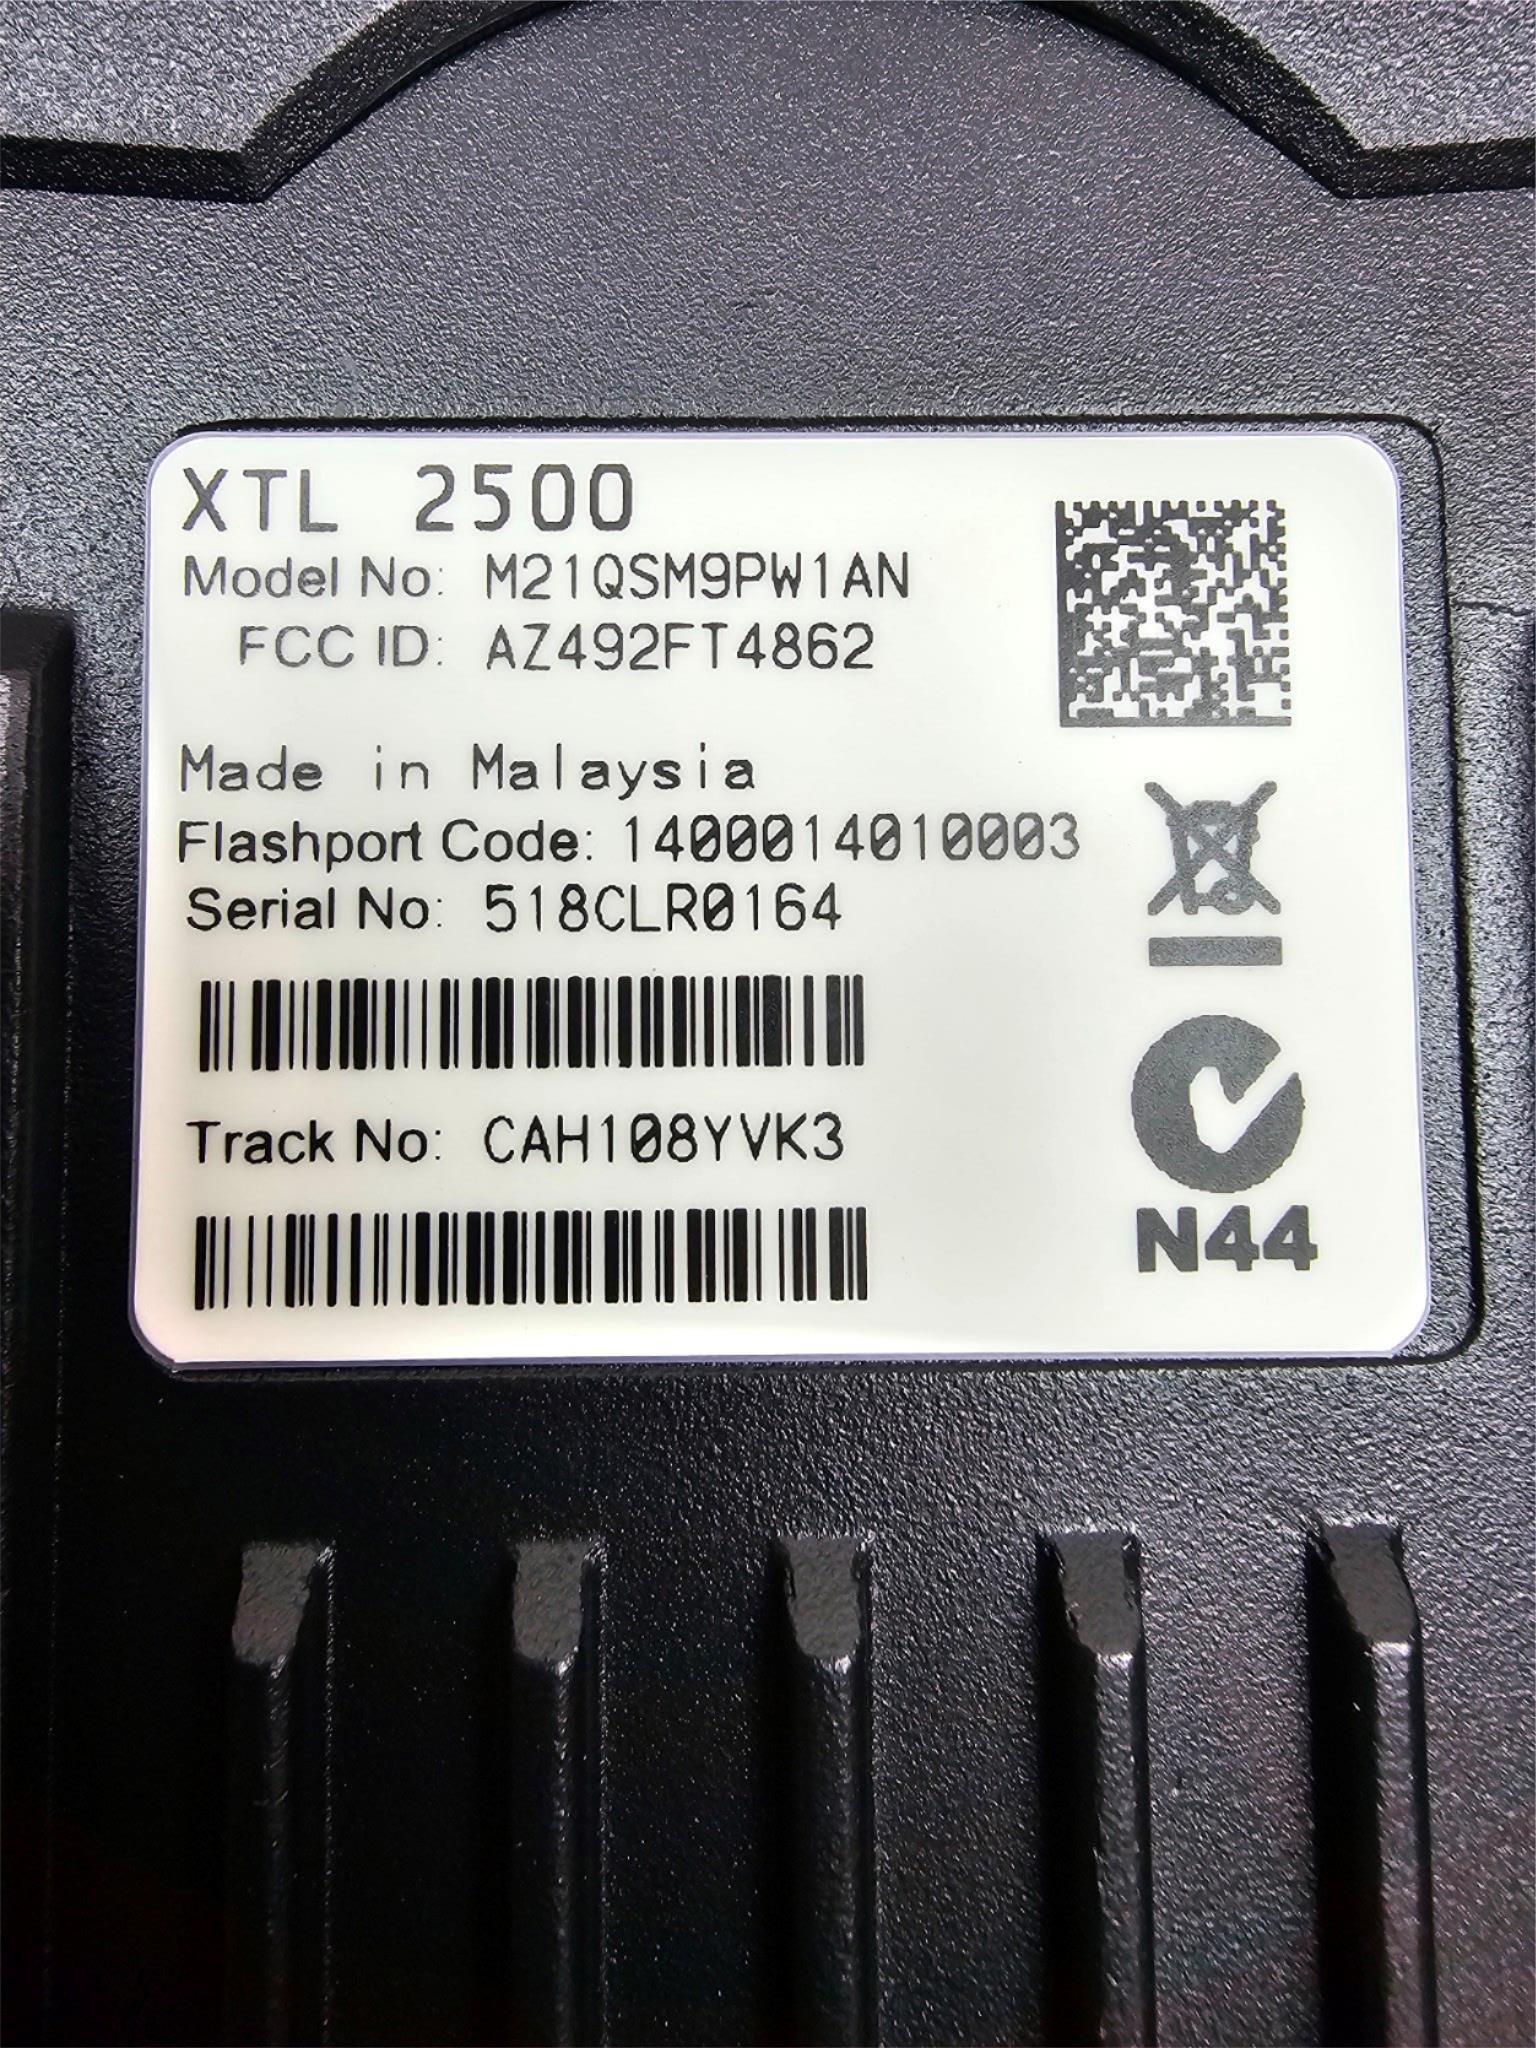 XTL 2500
Model No: M21QSM9PW1AN
FCC ID: AZ492FT4862
Made in Malaysia
Flashport Code: 1400014010003
Serial No: 518CLR0164
Track No: CAH108YVK3
N44